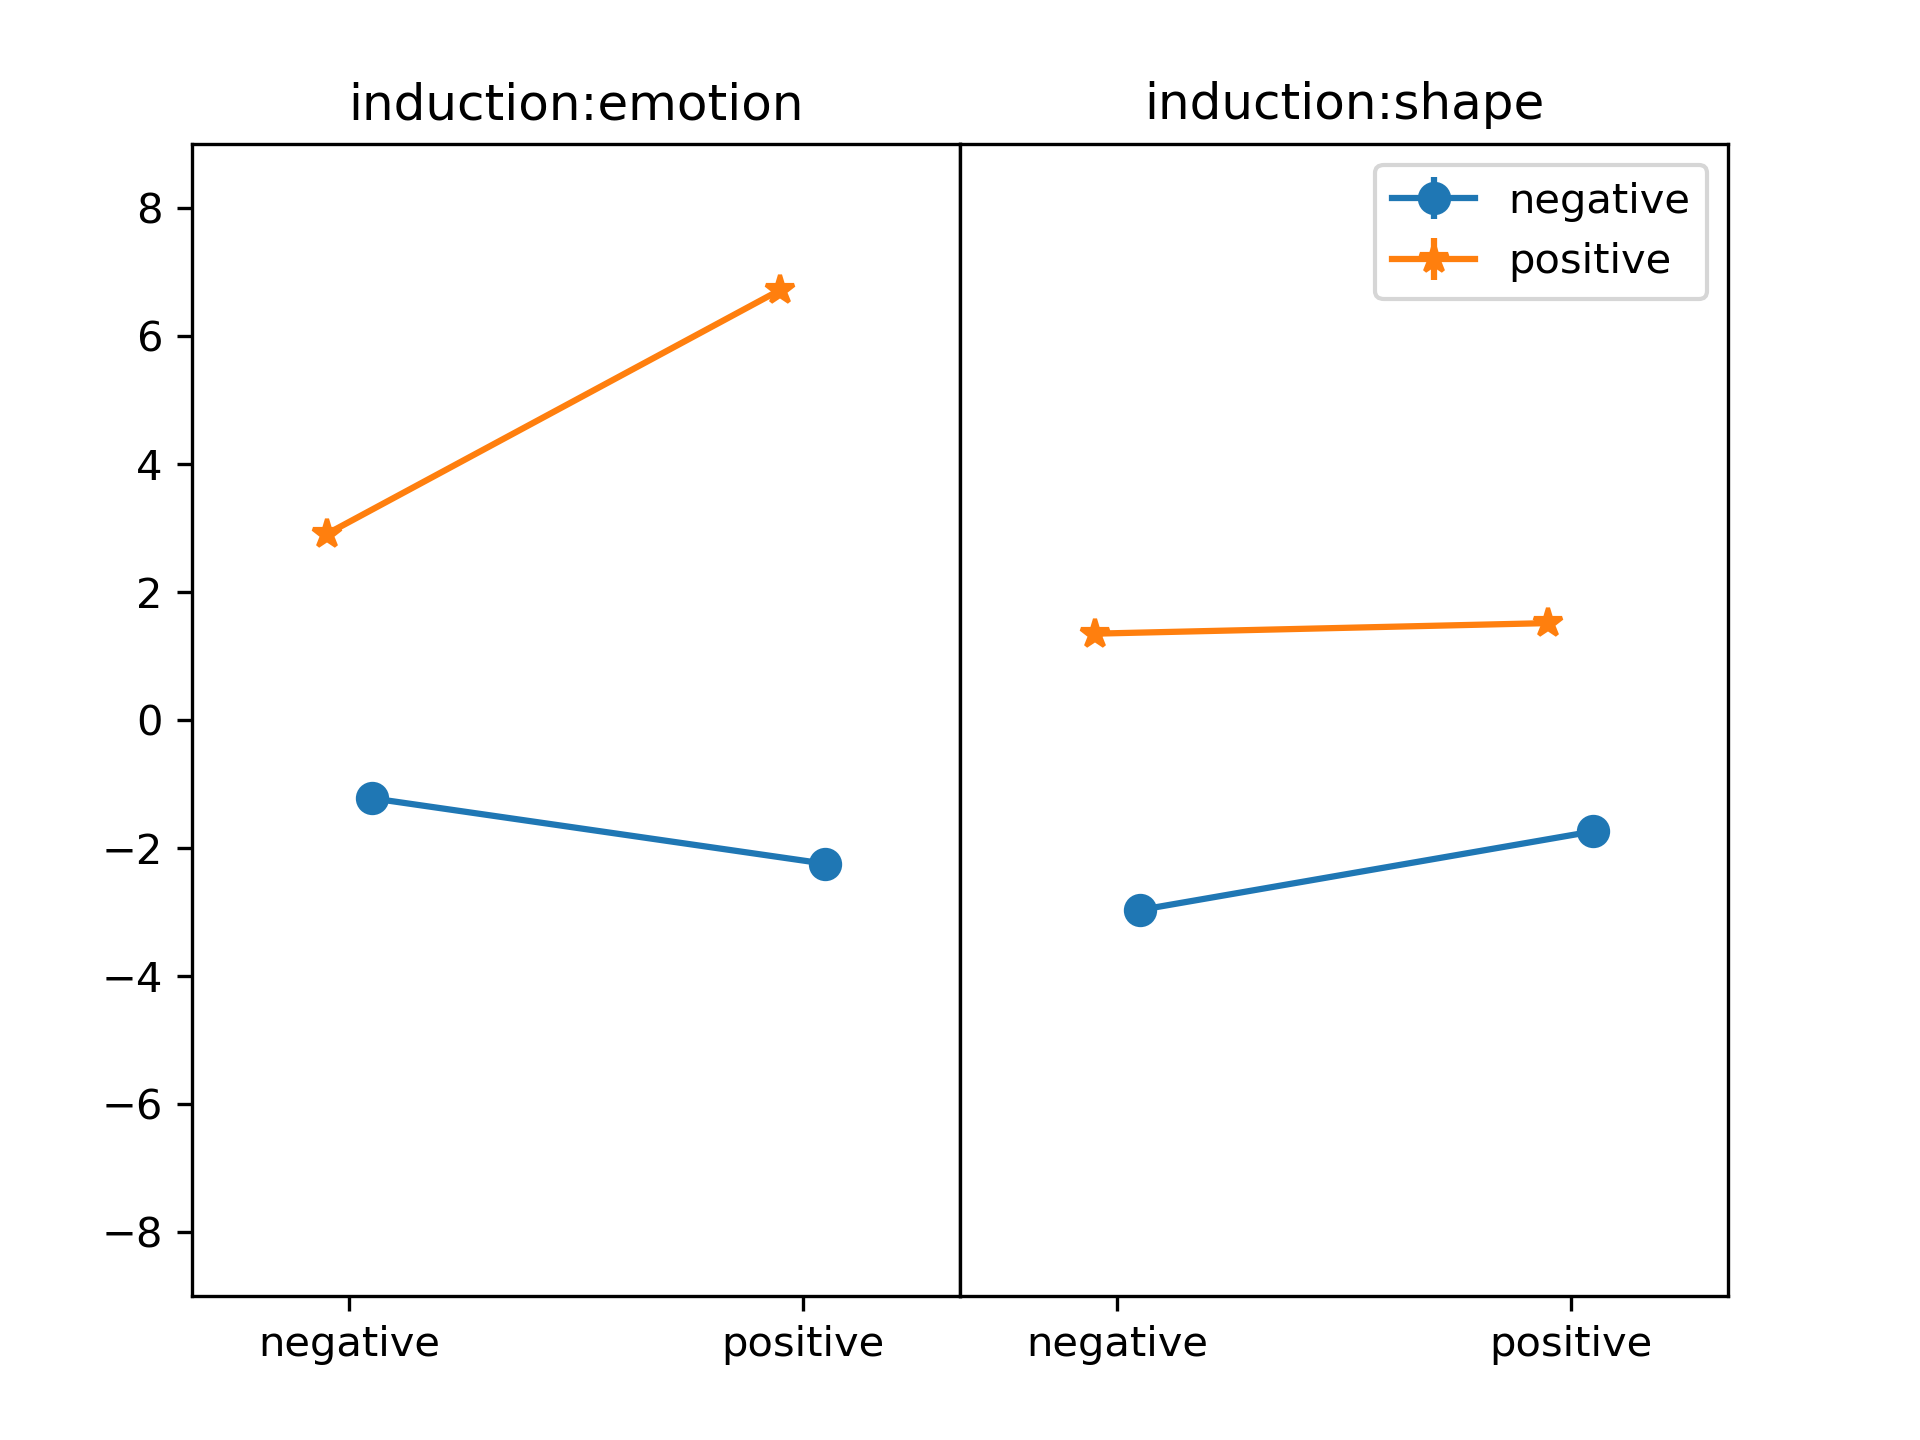 induction:emotion
induction:shape
negative
positive
8
6
4
2
0
−2
−4
−6
−8
negative
positive
negative
positive